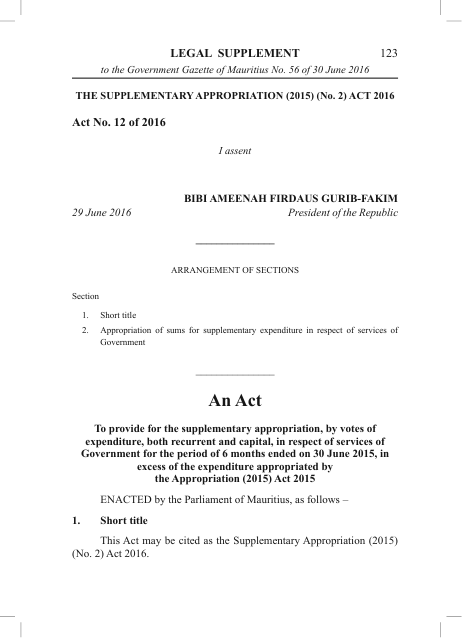 LEGAL SUPPLEMENT 123
to the Government Gazette of Mauritius No. 56 of 30 June 2016
THE SUPPLEMENTARY APPROPRIATION (2015) (No. 2) ACT 2016
Act No. 12 of 2016
I assent
BIBI AMEENAH FIRDAUS GURIB-FAKIM
29 June 2016 President of the Republic
ARRANGEMENT OF SECTIONS
Section
1. Short title
2. Appropriation of sums for supplementary expenditure in respect of services of
Government
An Act
To provide for the supplementary appropriation, by votes of
expenditure, both recurrent and capital, in respect of services of
Government for the period of 6 months ended on 30 June 2015, in
excess of the expenditure appropriated by
the Appropriation (2015) Act 2015
ENACTED by the Parliament of Mauritius, as follows –
1. Short title
This Act may be cited as the Supplementary Appropriation (2015)
(No. 2) Act 2016.